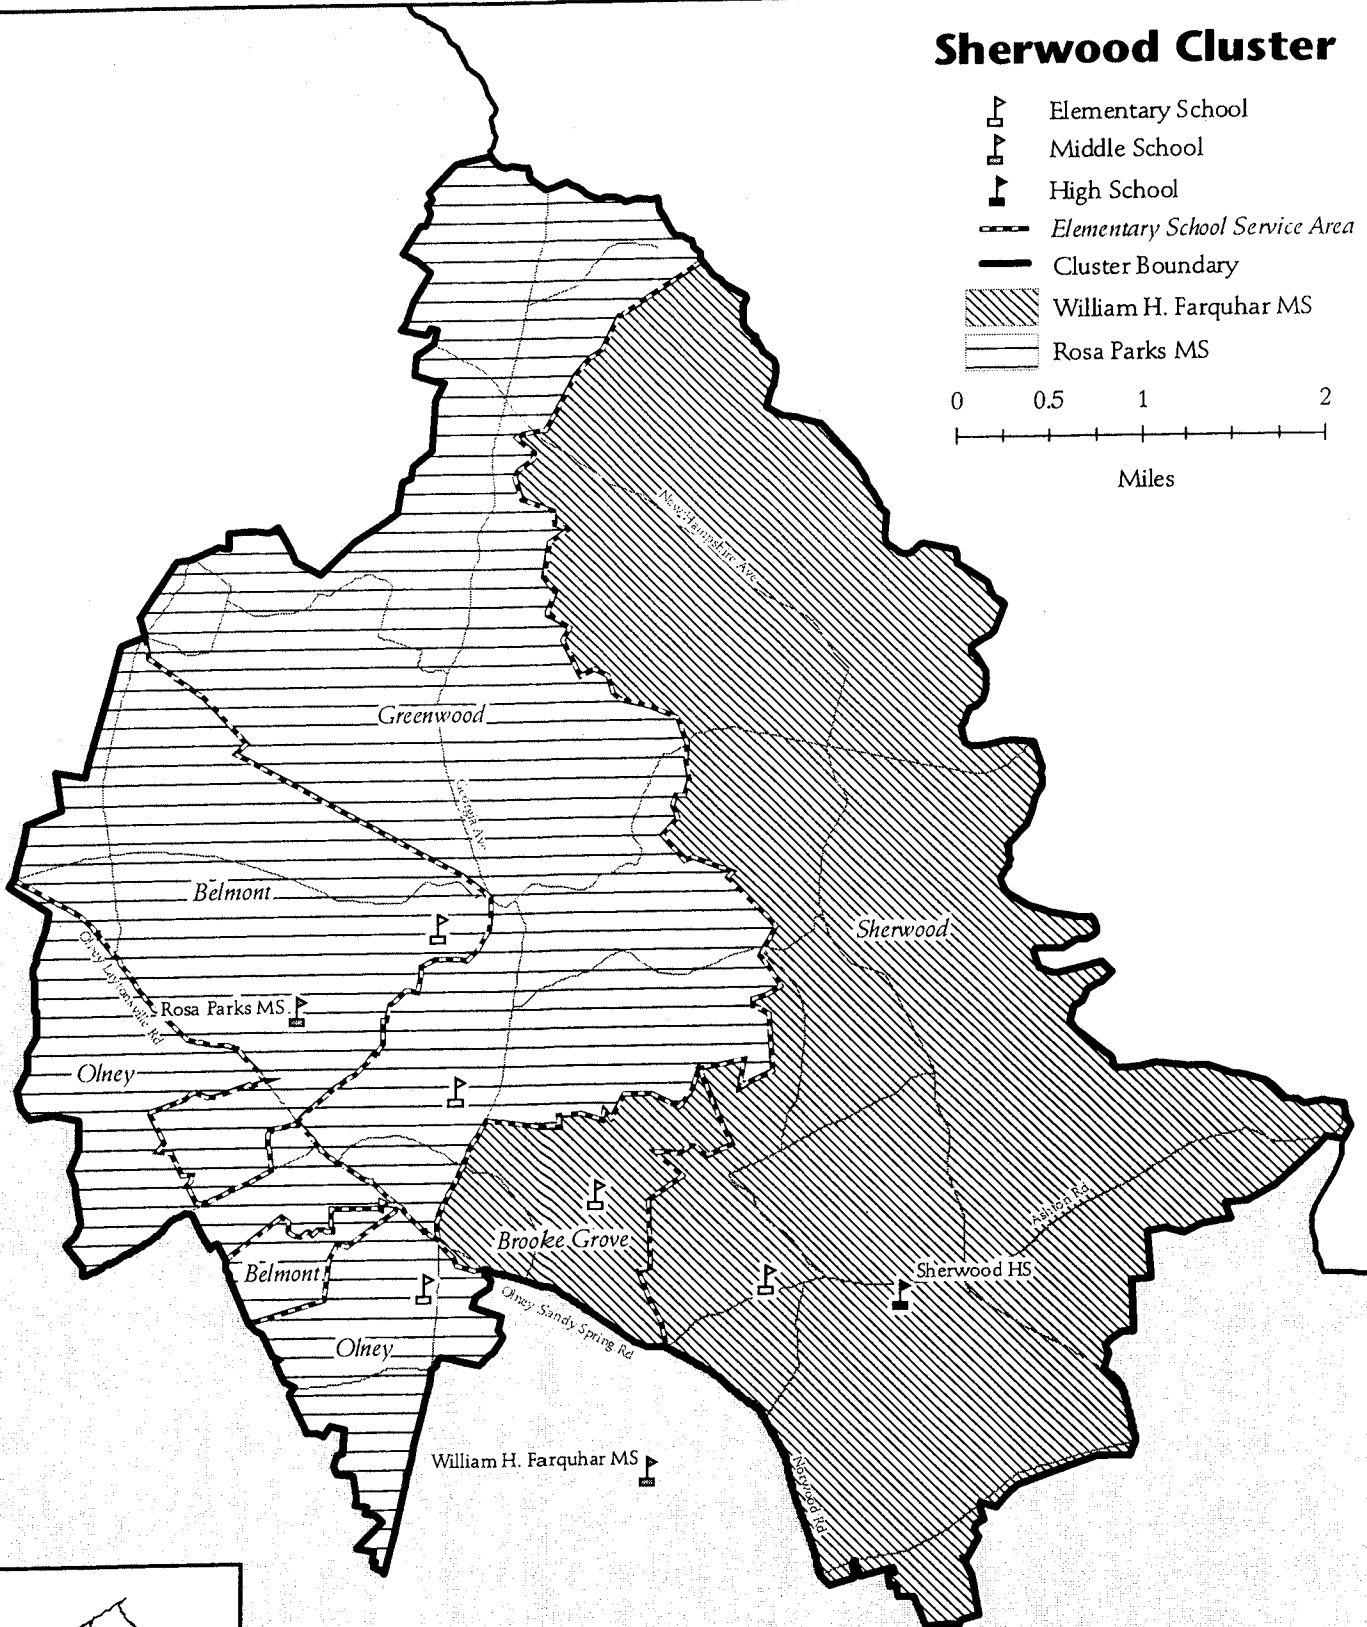 Sherwood Cluster
Elementary School
Middle School
High School
Elementary School Service Area
Cluster Boundary
William H. Farquhar MS
Rosa Parks MS
0 0.5 1 2
Miles
New Hampshire Ave
Greenwood
Georgia Av
Belmont
Sherwood
Olney Laytonsville Rd
Rosa Parks MS
Olney
Ashton Rd
Brooke Grove
Belmont
Sherwood HS
Olney Sandy Spring Rd
Olney
William H. Farquhar MS
Norwood Rd